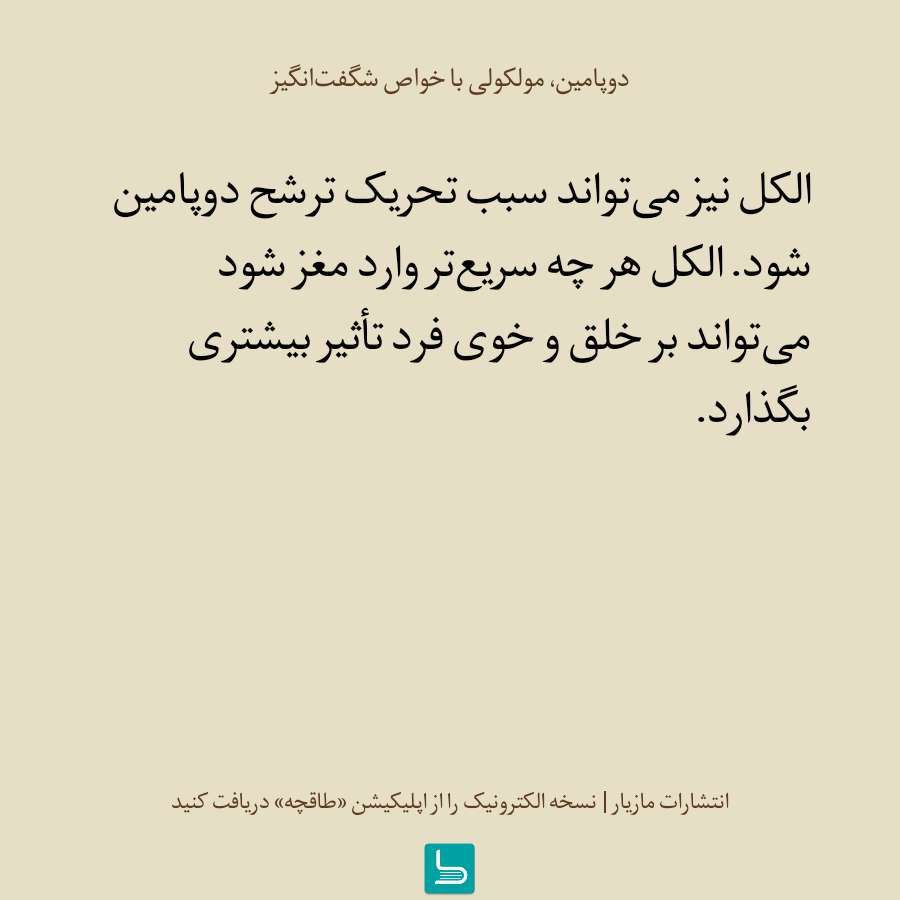 دوپامین، مولکولی با خواص شگفت‌انگیز
الکل نیز می‌تواند سبب تحریک ترشح دوپامین
شود. الکل هر چه سریع‌تر وارد مغز شود
می‌تواند بر خلق و خوی فرد تأثیر بیشتری
بگذارد.
انتشارات مازیار | نسخه الکترونیک را از اپلیکیشن «طاقچه» دریافت کنید